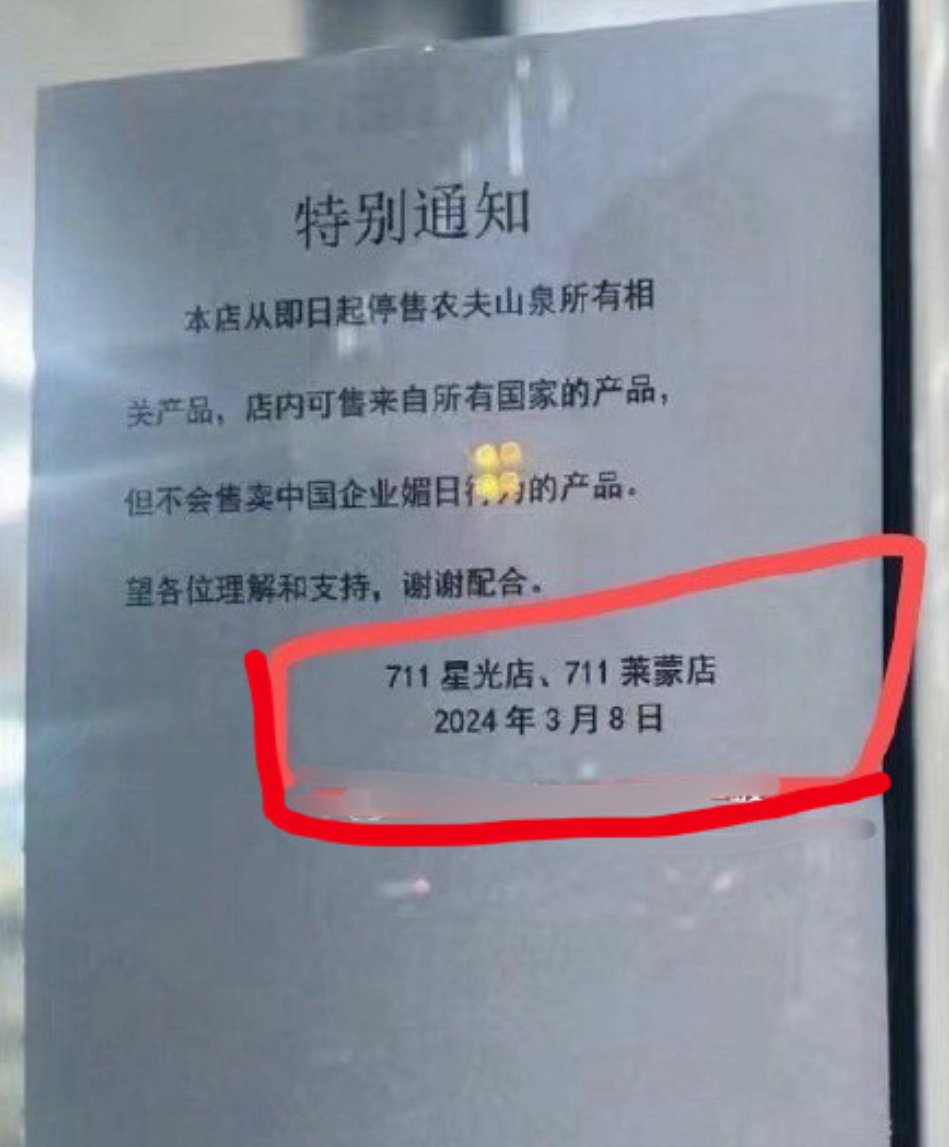 特别通知
本店从即日起停售农夫山泉所有相
关产品，店内可售来自所有国家的产品，
但不会售卖中国企业媚日行为的产品。
望各位理解和支持，谢谢配合。
711 星光店、711 莱蒙店
2024 年 3 月 8 日